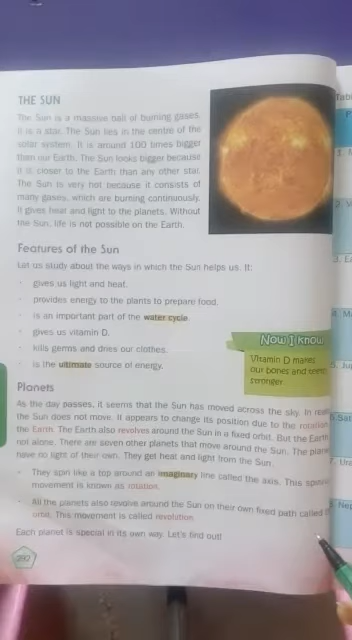 THE SUN
The Sun is a massive ball of burning gases.
It is a star. The Sun lies in the centre of the
solar system. It is around 100 times bigger
than our Earth. The Sun looks bigger because
it is closer to the Earth than any other star.
The Sun is very hot because it consists of
many gases, which are burning continuously.
It gives heat and light to the planets. Without
the Sun, life is not possible on the Earth.
Features of the Sun
Let us study about the ways in which the Sun helps us. It:
· gives us light and heat.
· provides energy to the plants to prepare food.
· is an important part of the water cycle.
· gives us vitamin D.
· kills germs and dries our clothes.
· is the ultimate source of energy.
Now I know
Vitamin D makes
our bones and teeth
stronger.
Planets
As the day passes, it seems that the Sun has moved across the sky. In
the Sun does not move. It appears to change its position due to the rotation
the Earth. The Earth also revolves around the Sun in a fixed orbit. But the Earth
not alone. There are seven other planets that move around the Sun. The
have no light of their own. They get heat and light from the Sun.
· They spin like a top around an imaginary line called the axis. This
movement is known as rotation.
· All the planets also revolve around the Sun on their own fixed path called
orbit. This movement is called revolution.
Each planet is special in its own way. Let's find out!